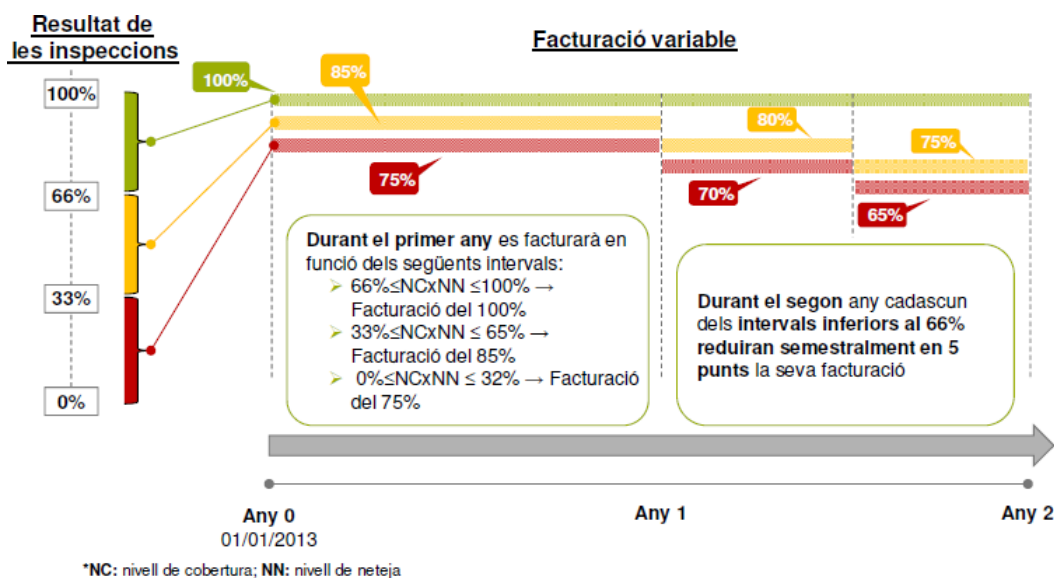 Resultat de
les inspeccions
Facturació variable
100%
66%
33%
0%
100%
85%
75%
80%
70%
75%
65%
Durant el primer any es facturarà en
funció dels següents intervals:
➢ 66%≤NCxNN ≤100% →
Facturació del 100%
➢ 33%≤NCxNN ≤ 65% →
Facturació del 85%
➢ 0%≤NCxNN ≤ 32% → Facturació
del 75%
Durant el segon any cadascun
dels intervals inferiors al 66%
reduiran semestralment en 5
punts la seva facturació
Any 0
01/01/2013
Any 1
Any 2
*NC: nivell de cobertura; NN: nivell de neteja